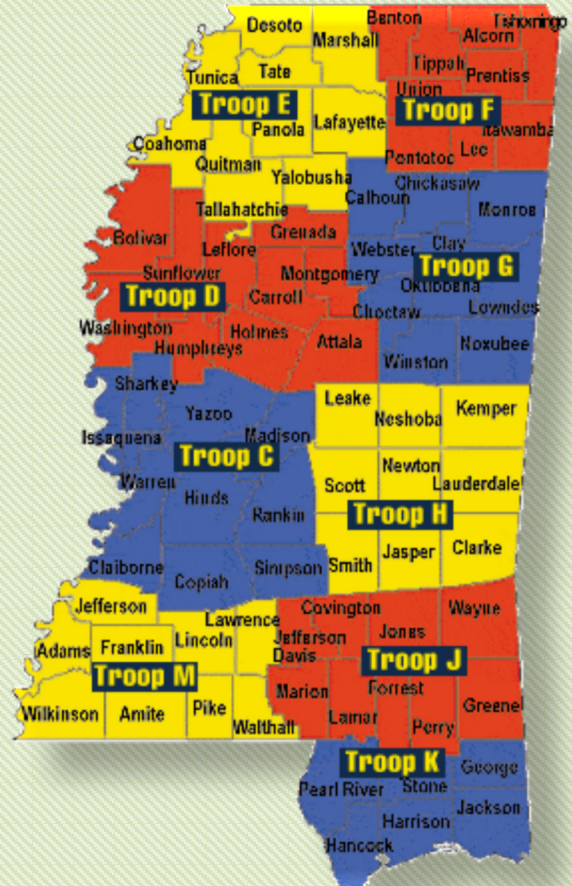 Desoto
Benton
Tishomingo
Marshall
Alcorn
Tippah
Prentiss
Tunica
Tate
Union
Troop E
Troop F
Lafayette
Panola
Itawamba
Coahoma
Lee
Pontotoc
Quitman
Yalobusha
Chickasaw
Calhoun
Tallahatchie
Monroe
Grenada
Bolivar
Leflore
Webster
Clay
Troop G
Sunflower
Montgomery
Oktibbeha
Troop D
Carroll
Choctaw
Lowndes
Washington
Holmes
Humphreys
Attala
Noxubee
Winston
Sharkey
Leake
Neshoba
Kemper
Yazoo
Issaquena
Madison
Troop C
Newton
Warren
Scott
Lauderdale
Hinds
Rankin
Troop H
Jasper
Clarke
Claiborne
Simpson
Smith
Copiah
Jefferson
Covington
Wayne
Lawrence
Jones
Jefferson
Davis
Lincoln
Adams
Franklin
Troop J
Troop M
Marion
Forrest
Greene
Wilkinson
Amite
Pike
Lamar
Walthall
Perry
Troop K
George
Pearl River
Stone
Jackson
Harrison
Hancock